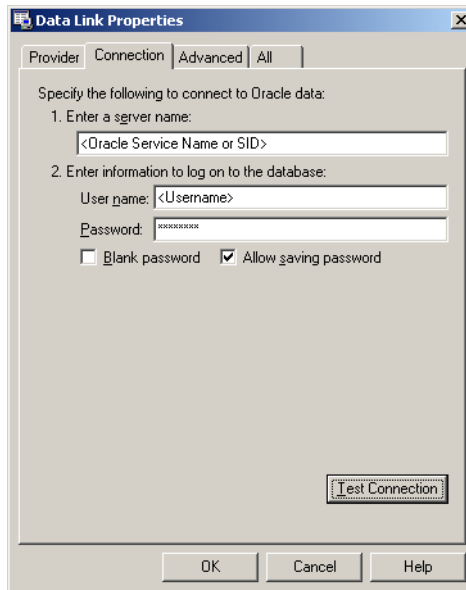 Data Link Properties
Provider Connection Advanced All
Specify the following to connect to Oracle data:
1. Enter a server name:
<Oracle Service Name or SID>
2. Enter information to log on to the database:
User name: <Username>
Password: ××××××××
Blank password Allow saving password
Test Connection
OK Cancel Help